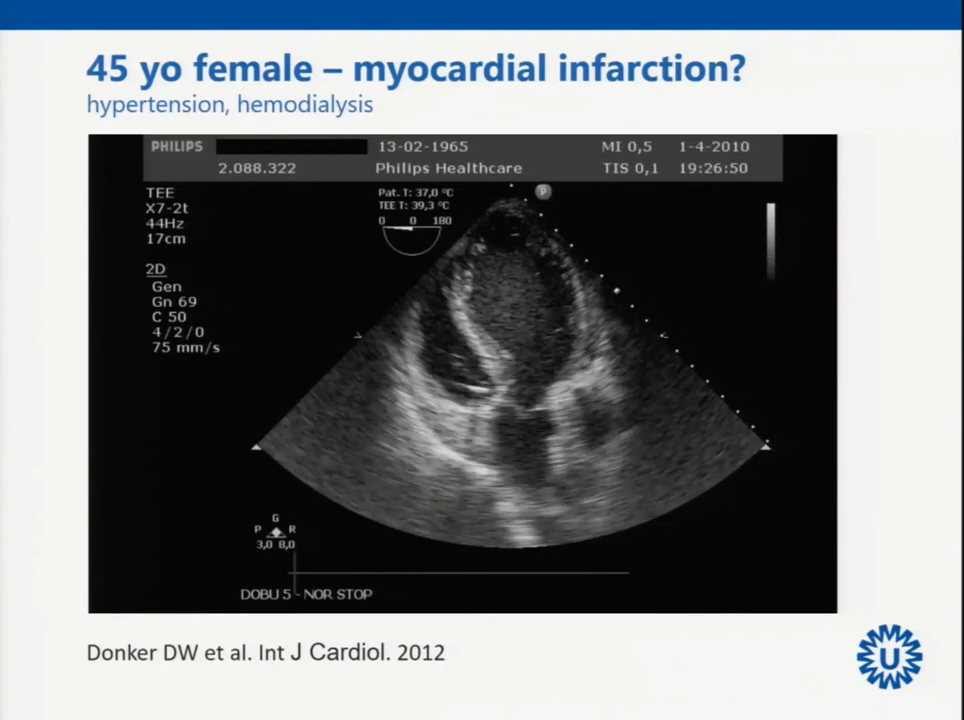 45 yo female – myocardial infarction?
hypertension, hemodialysis
PHILIPS 13-02-1965 MI 0,5 1-4-2010
2.088.322 Philips Healthcare TIS 0,1 19:26:50
TEE
X7-2t
44Hz
17cm
Pat. T: 37,0 °C
TEE T: 39,3 °C
0 0 180
P
2D
Gen
Gn 69
C 50
4/2/0
75 mm/s
G
P R
3,0 8,0
DOBU 5 - NOR STOP
Donker DW et al. Int J Cardiol. 2012
U